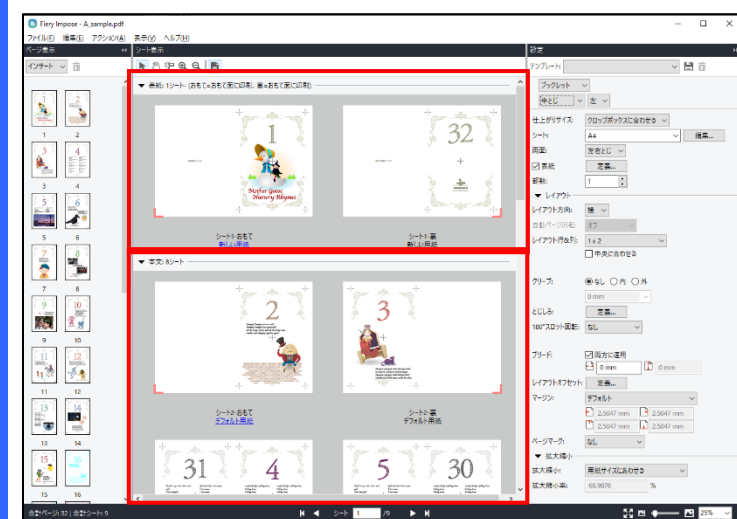 Fiery Impose - A_sample.pdf
ファイル(F) 編集(E) アクション(A) 表示(V) ヘルプ(H)
ページ表示
シート表示
設定
インサート
テンプレート:
1 2
3 4
5 6
7 8
9 10
11 12
13 14
15 16
表紙: 1シート- (おもて=おもて面に印刷、裏=おもて面に印刷)
1
Mother Goose
Nursery Rhymes
32
シート1-おもて
新しい用紙
シート1-裏
新しい用紙
本文: 8シート
2
3
シート2-おもて
デフォルト用紙
シート2-裏
デフォルト用紙
31 4
5 30
ブックレット
中とじ 左
仕上がりサイズ: クロップボックスに合わせる
シート: A4 編集...
両面: 左右とじ
表紙 定義...
部数: 1
レイアウト
レイアウト方向: 横
自動ページ回転: オフ
レイアウト行&列: 1 x 2
中央に合わせる
クリープ: なし 内 外
0 mm
とじしろ: 定義...
180°スロット回転: なし
ブリード: 両方に適用
0 mm 0 mm
レイアウトオフセット: 定義...
マージン: デフォルト
2.5047 mm 2.5047 mm
2.5047 mm 2.5047 mm
ページマーク: なし
拡大縮小
拡大縮小: 用紙サイズにあわせる
拡大縮小率: 68.9876 %
合計ページ: 32 | 合計シート: 9
シート 1 /9
25%